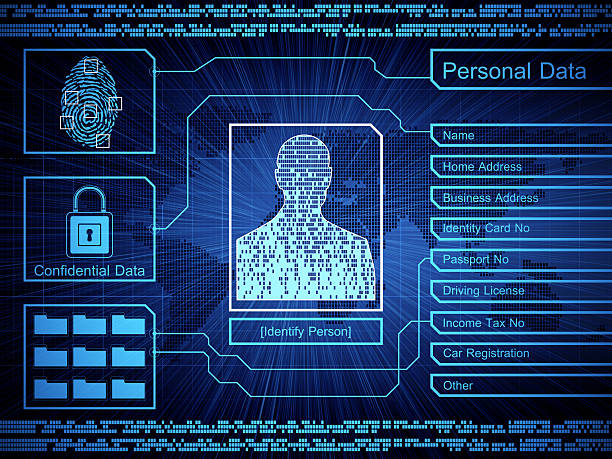 Personal Data
Name
Home Address
Business Address
Identity Card No
Passport No
Driving License
Income Tax No
Car Registration
Other
Confidential Data
[Identify Person]